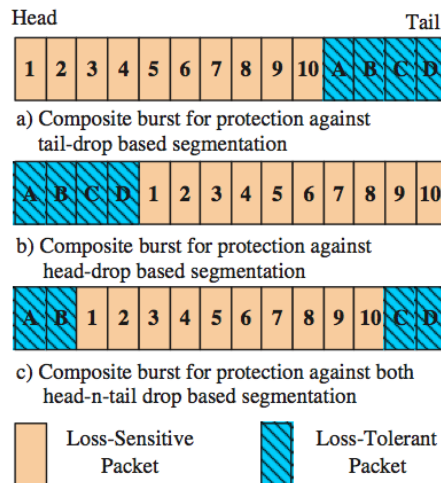 Head Tail
1 2 3 4 5 6 7 8 9 10 A B C D
a) Composite burst for protection against
tail-drop based segmentation
A B C D 1 2 3 4 5 6 7 8 9 10
b) Composite burst for protection against
head-drop based segmentation
A B 1 2 3 4 5 6 7 8 9 10 C D
c) Composite burst for protection against both
head-n-tail drop based segmentation
Loss-Sensitive Loss-Tolerant
Packet Packet